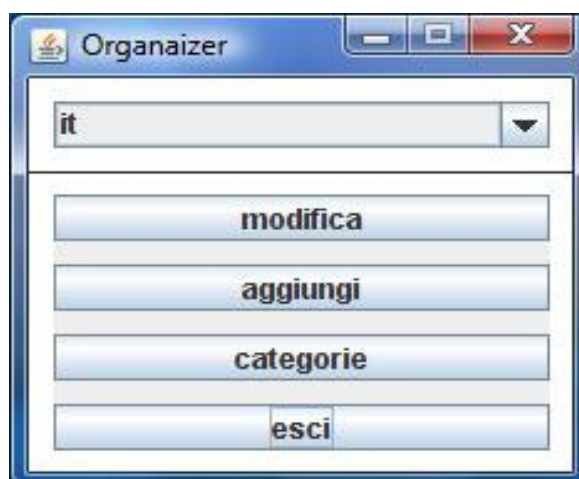 Organaizer
it
modifica
aggiungi
categorie
esci